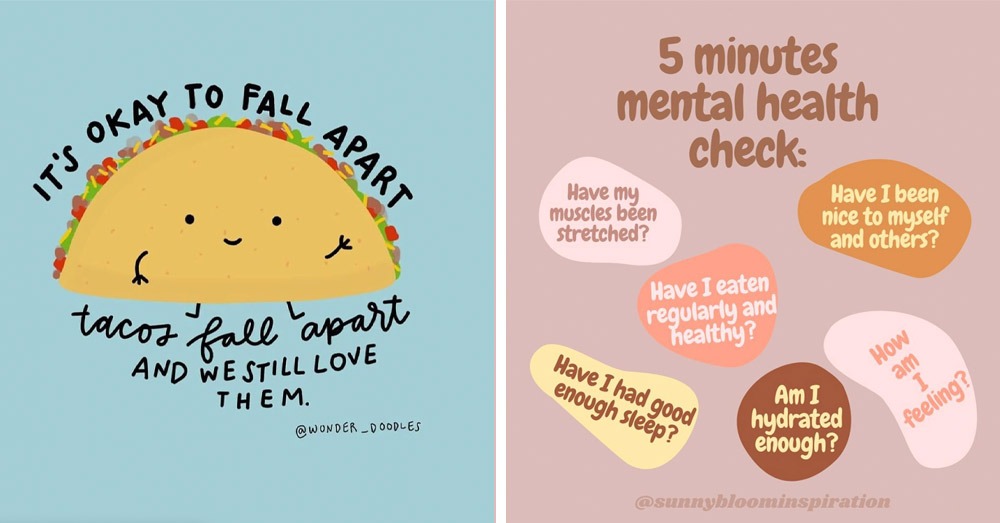 IT'S OKAY TO FALL APART
tacos fall apart
AND WE STILL LOVE
THEM.
@WONDER_DOODLES
5 minutes
mental health
check:
Have my
muscles been
stretched?
Have I been
nice to myself
and others?
Have I eaten
regularly and
healthy?
Have I had good
enough sleep?
Am I
hydrated
enough?
How
am
I
feeling?
@sunnybloominspiration